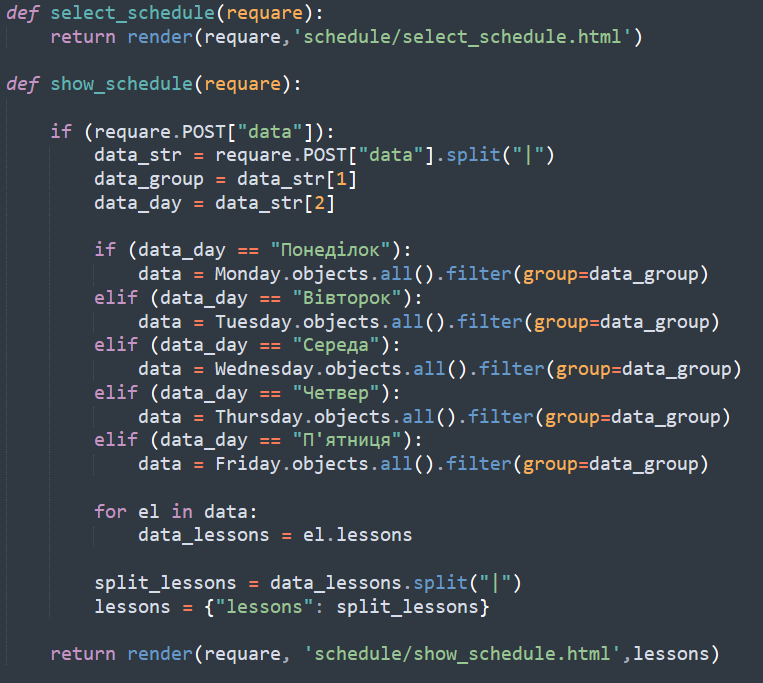 def select_schedule(requare):
    return render(requare,'schedule/select_schedule.html')

def show_schedule(requare):

    if (requare.POST["data"]):
        data_str = requare.POST["data"].split("|")
        data_group = data_str[1]
        data_day = data_str[2]

        if (data_day == "Понеділок"):
            data = Monday.objects.all().filter(group=data_group)
        elif (data_day == "Вівторок"):
            data = Tuesday.objects.all().filter(group=data_group)
        elif (data_day == "Середа"):
            data = Wednesday.objects.all().filter(group=data_group)
        elif (data_day == "Четвер"):
            data = Thursday.objects.all().filter(group=data_group)
        elif (data_day == "П'ятниця"):
            data = Friday.objects.all().filter(group=data_group)

        for el in data:
            data_lessons = el.lessons

        split_lessons = data_lessons.split("|")
        lessons = {"lessons": split_lessons}

    return render(requare, 'schedule/show_schedule.html',lessons)